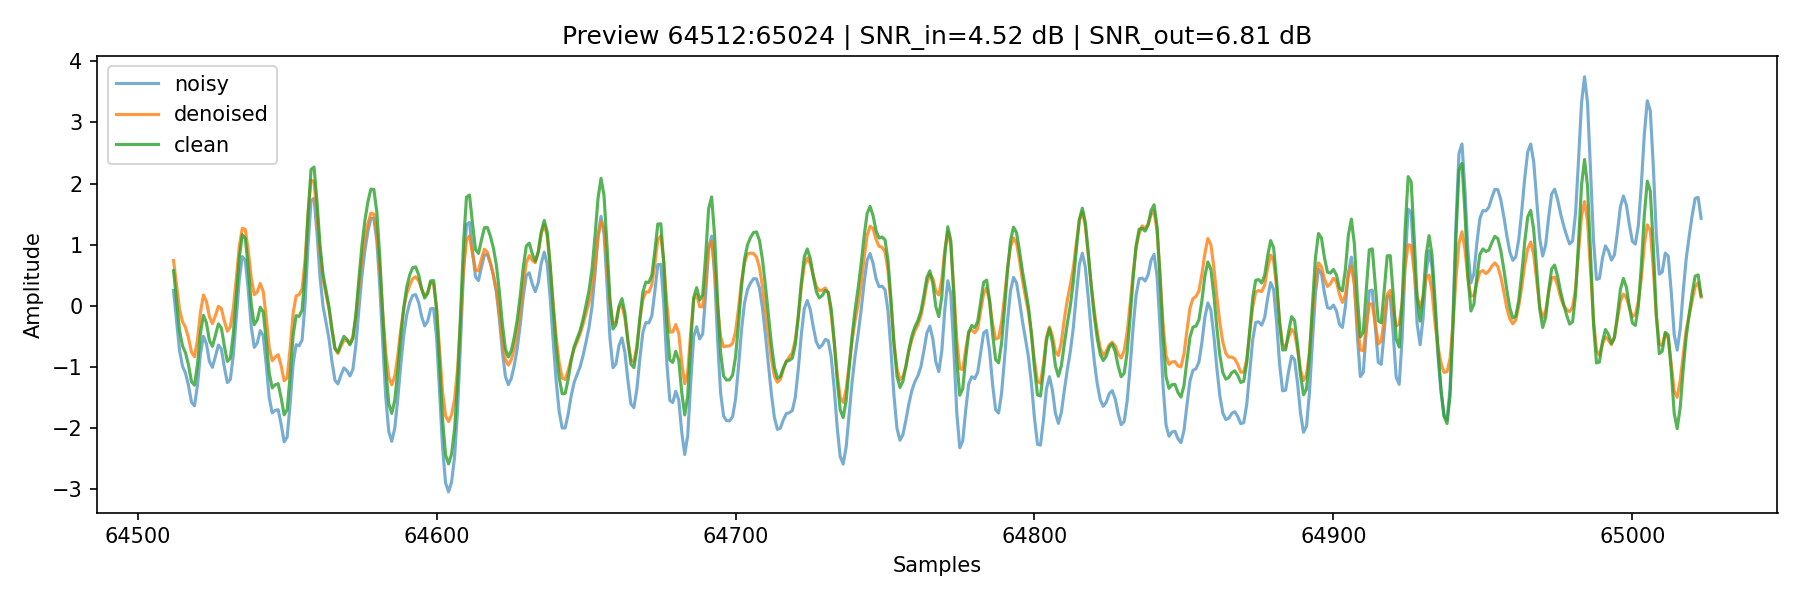 Preview 64512:65024 | SNR_in=4.52 dB | SNR_out=6.81 dB
noisy
denoised
clean
Amplitude
4
3
2
1
0
−1
−2
−3
64500 64600 64700 64800 64900 65000
Samples